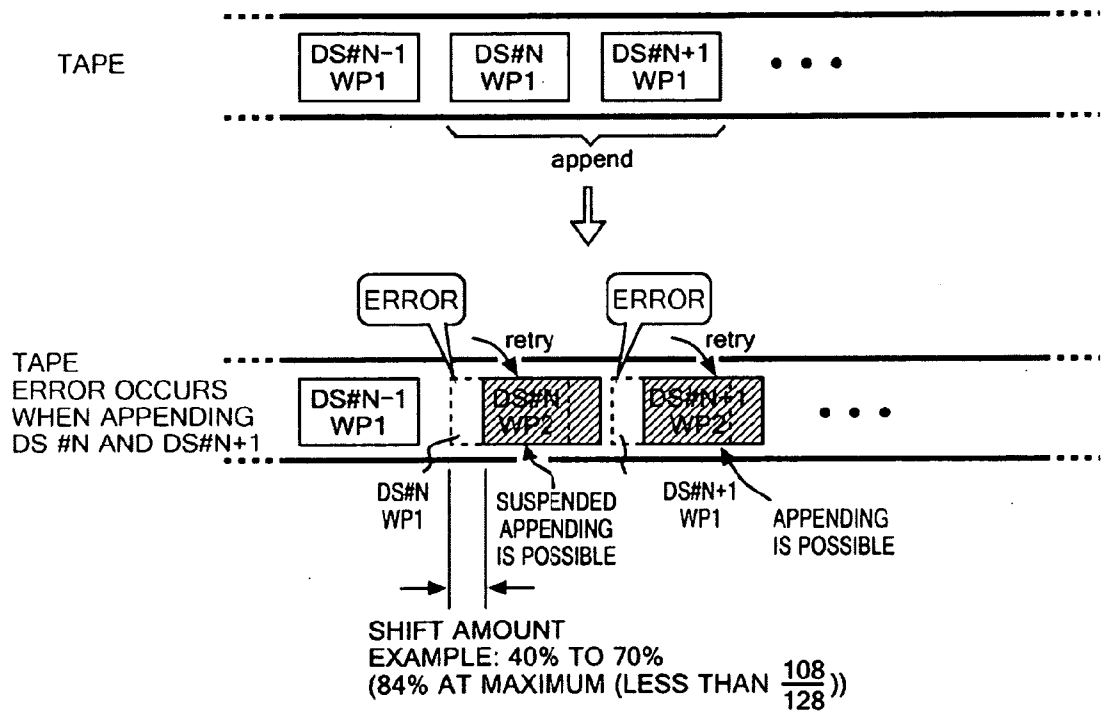 TAPE
DS#N-1
WP1
DS#N
WP1
DS#N+1
WP1
append
ERROR
ERROR
retry
retry
TAPE
ERROR OCCURS
WHEN APPENDING
DS #N AND DS#N+1
DS#N-1
WP1
DS#N
WP2
DS#N+1
WP2
DS#N
WP1
SUSPENDED
APPENDING
IS POSSIBLE
DS#N+1
WP1
APPENDING
IS POSSIBLE
SHIFT AMOUNT
EXAMPLE: 40% TO 70%
(84% AT MAXIMUM (LESS THAN 108/128))